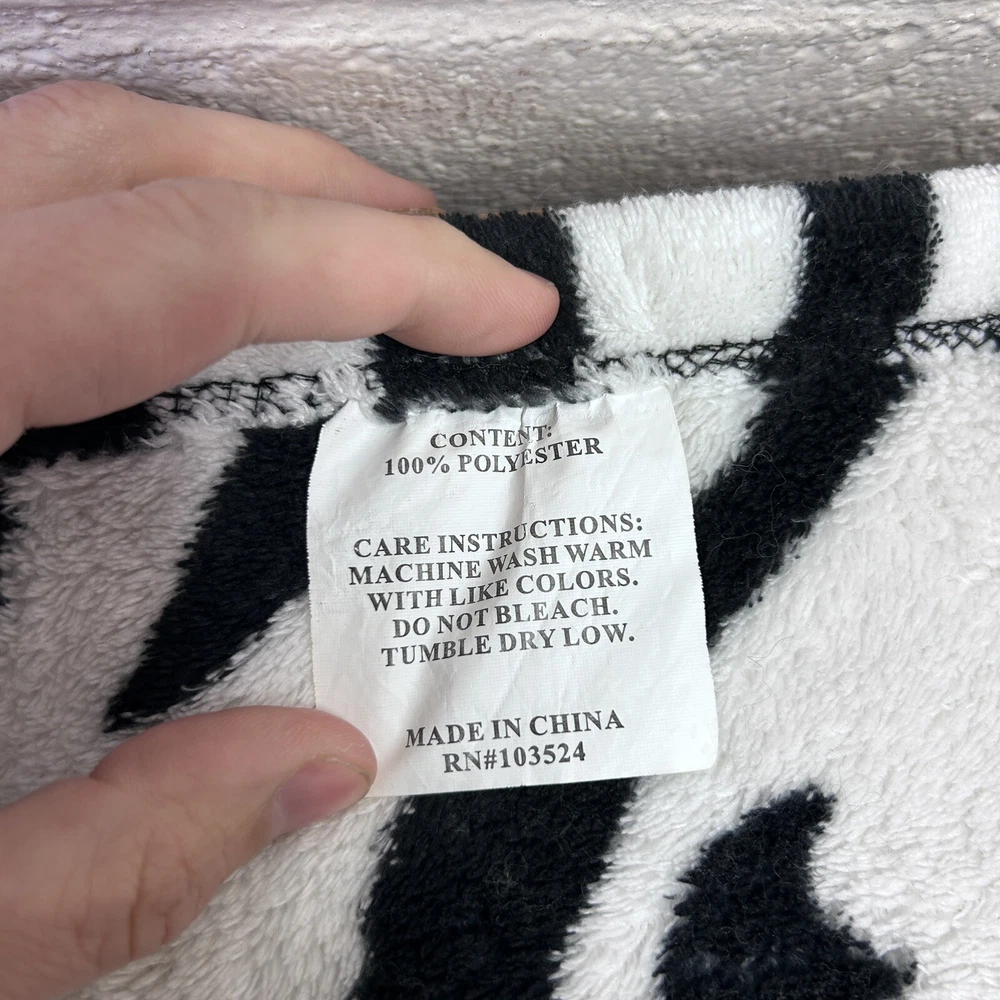 CONTENT:
100% POLYESTER
CARE INSTRUCTIONS:
MACHINE WASH WARM
WITH LIKE COLORS.
DO NOT BLEACH.
TUMBLE DRY LOW.
MADE IN CHINA
RN#103524